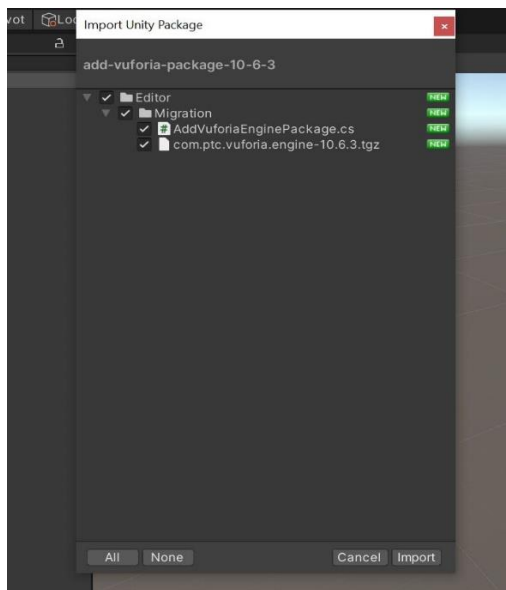 vot Loc
Import Unity Package
×
add-vuforia-package-10-6-3
Editor NEW
Migration NEW
# AddVuforiaEnginePackage.cs NEW
com.ptc.vuforia.engine-10.6.3.tgz NEW
All None Cancel Import